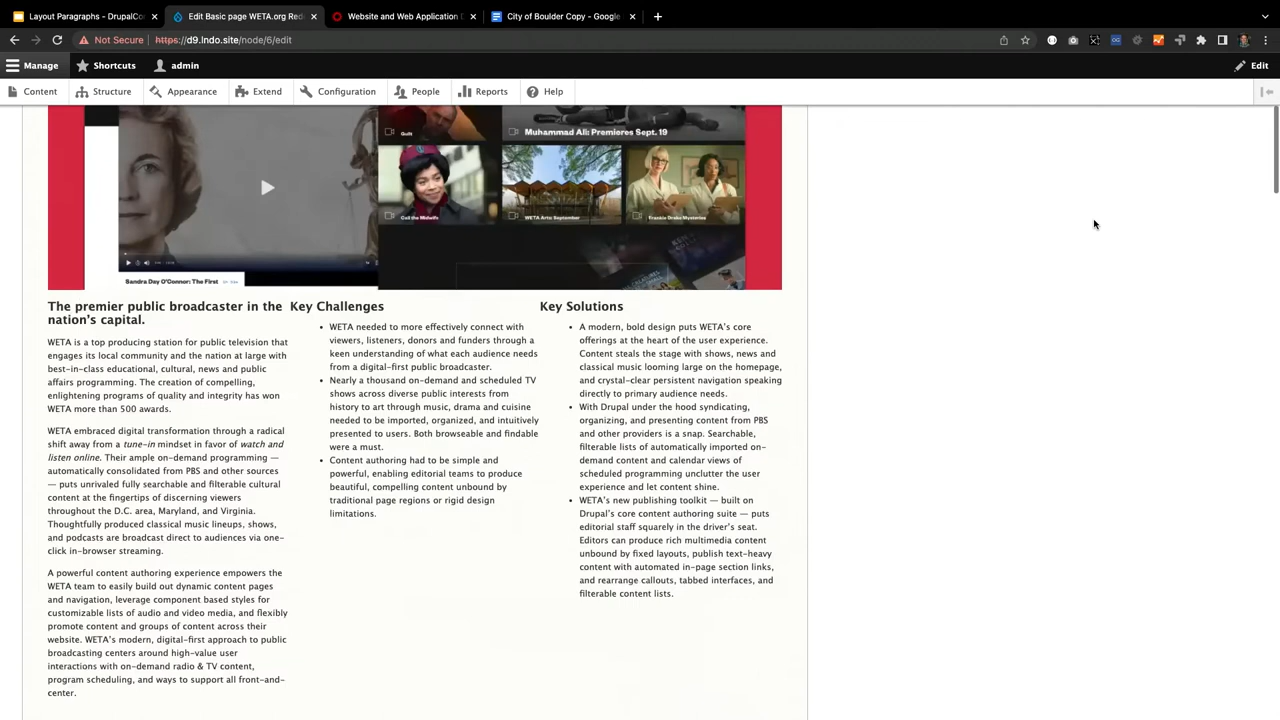 Layout Paragraphs - DrupalCo
Edit Basic page WETA.org Red
Website and Web Application
City of Boulder Copy - Google
Not Secure
https://d9.lndo.site/node/6/edit
Manage
Shortcuts
admin
Edit
Content
Structure
Appearance
Extend
Configuration
People
Reports
Help
Guilt
Muhammad Ali: Premieres Sept. 19
Call the Midwife
WETA Arts: September
Frankie Drake Mysteries
Sandra Day O'Connor: The First
The premier public broadcaster in the
nation's capital.
WETA is a top producing station for public television that
engages its local community and the nation at large with
best-in-class educational, cultural, news and public
affairs programming. The creation of compelling,
enlightening programs of quality and integrity has won
WETA more than 500 awards.
WETA embraced digital transformation through a radical
shift away from a tune-in mindset in favor of watch and
listen online. Their ample on-demand programming —
automatically consolidated from PBS and other sources
— puts unrivaled fully searchable and filterable cultural
content at the fingertips of discerning viewers
throughout the D.C. area, Maryland, and Virginia.
Thoughtfully produced classical music lineups, shows,
and podcasts are broadcast direct to audiences via one-
click in-browser streaming.
A powerful content authoring experience empowers the
WETA team to easily build out dynamic content pages
and navigation, leverage component based styles for
customizable lists of audio and video media, and flexibly
promote content and groups of content across their
website. WETA's modern, digital-first approach to public
broadcasting centers around high-value user
interactions with on-demand radio & TV content,
program scheduling, and ways to support all front-and-
center.
Key Challenges
• WETA needed to more effectively connect with
viewers, listeners, donors and funders through a
keen understanding of what each audience needs
from a digital-first public broadcaster.
• Nearly a thousand on-demand and scheduled TV
shows across diverse public interests from
history to art through music, drama and cuisine
needed to be imported, organized, and intuitively
presented to users. Both browseable and findable
were a must.
• Content authoring had to be simple and
powerful, enabling editorial teams to produce
beautiful, compelling content unbound by
traditional page regions or rigid design
limitations.
Key Solutions
• A modern, bold design puts WETA's core
offerings at the heart of the user experience.
Content steals the stage with shows, news and
classical music looming large on the homepage,
and crystal-clear persistent navigation speaking
directly to primary audience needs.
• With Drupal under the hood syndicating,
organizing, and presenting content from PBS
and other providers is a snap. Searchable,
filterable lists of automatically imported on-
demand content and calendar views of
scheduled programming unclutter the user
experience and let content shine.
• WETA's new publishing toolkit — built on
Drupal's core content authoring suite — puts
editorial staff squarely in the driver's seat.
Editors can produce rich multimedia content
unbound by fixed layouts, publish text-heavy
content with automated in-page section links,
and rearrange callouts, tabbed interfaces, and
filterable content lists.